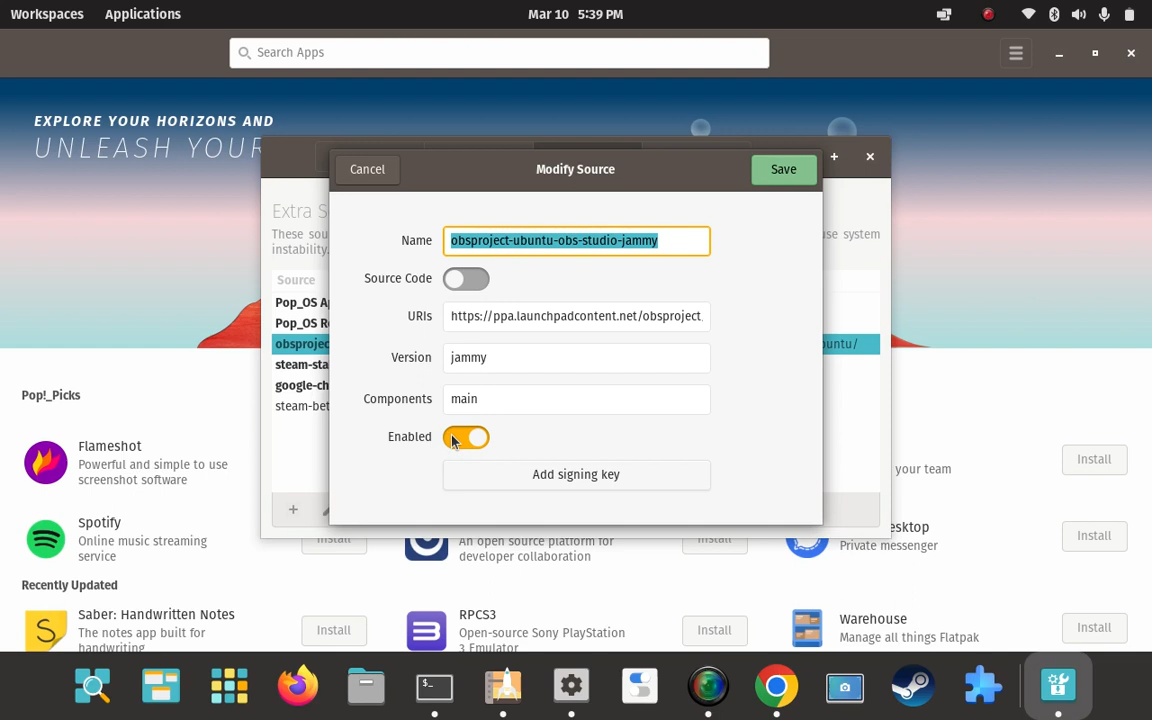 Workspaces Applications Mar 10 5:39 PM
Search Apps
EXPLORE YOUR HORIZONS AND
UNLEASH YOUR
Cancel Modify Source Save
Extra S
These sou use system
instability.
Source
Name obsproject-ubuntu-obs-studio-jammy
Source Code
Pop_OS Ap
URIs https://ppa.launchpadcontent.net/obsproject
Pop_OS Re
obsprojec untu/
Version jammy
steam-sta
google-ch
Components main
steam-bet
Enabled
Add signing key
Pop!_Picks
Flameshot
Powerful and simple to use
screenshot software
your team
Install
Spotify
Online music streaming
service
Install
An open source platform for
developer collaboration
Install
esktop
Private messenger
Install
Recently Updated
Saber: Handwritten Notes
The notes app built for
handwriting
Install
RPCS3
Open-source Sony PlayStation
3 Emulator
Install
Warehouse
Manage all things Flatpak
Install